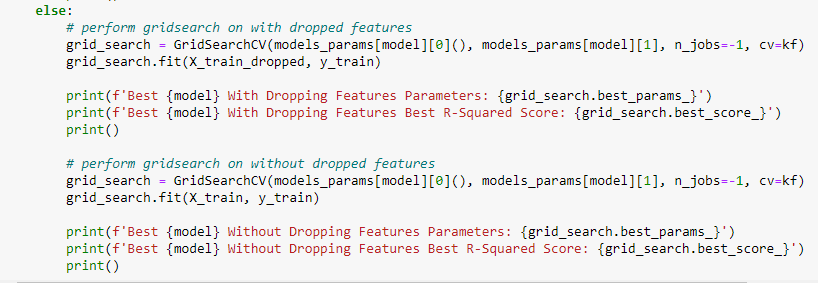 else:
# perform gridsearch on with dropped features
grid_search = GridSearchCV(models_params[model][0](), models_params[model][1], n_jobs=-1, cv=kf)
grid_search.fit(X_train_dropped, y_train)
print(f'Best {model} With Dropping Features Parameters: {grid_search.best_params_}')
print(f'Best {model} With Dropping Features Best R-Squared Score: {grid_search.best_score_}')
print()
# perform gridsearch on without dropped features
grid_search = GridSearchCV(models_params[model][0](), models_params[model][1], n_jobs=-1, cv=kf)
grid_search.fit(X_train, y_train)
print(f'Best {model} Without Dropping Features Parameters: {grid_search.best_params_}')
print(f'Best {model} Without Dropping Features Best R-Squared Score: {grid_search.best_score_}')
print()